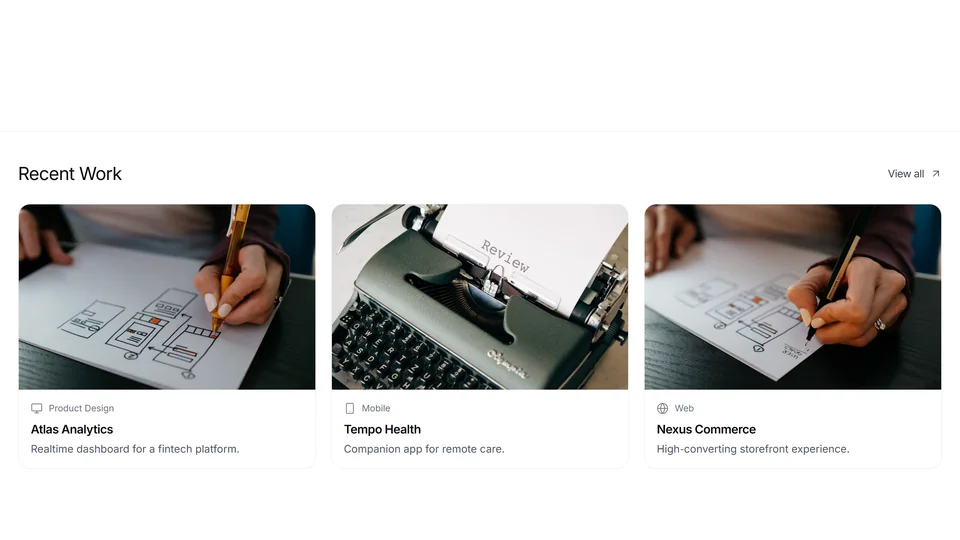 Recent Work
View all
Review
Olympia
Product Design
Atlas Analytics
Realtime dashboard for a fintech platform.
Mobile
Tempo Health
Companion app for remote care.
Web
Nexus Commerce
High-converting storefront experience.